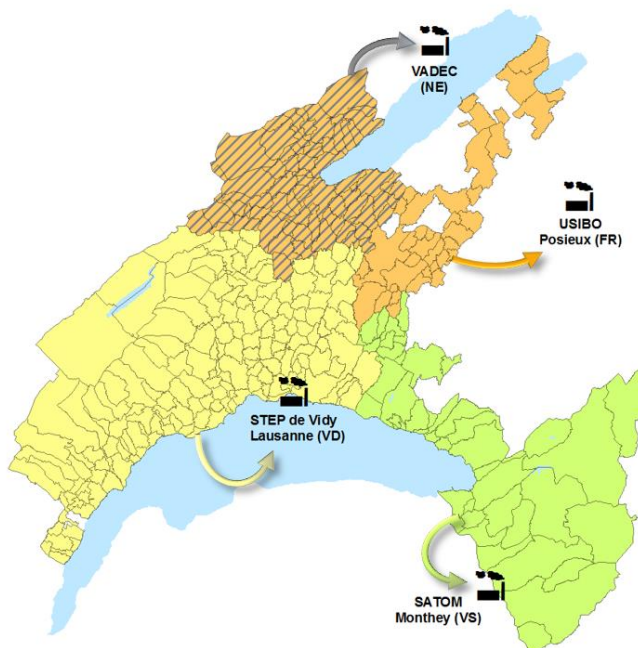 VADEC
(NE)
USIBO
Posieux (FR)
STEP de Vidy
Lausanne (VD)
SATOM
Monthey (VS)